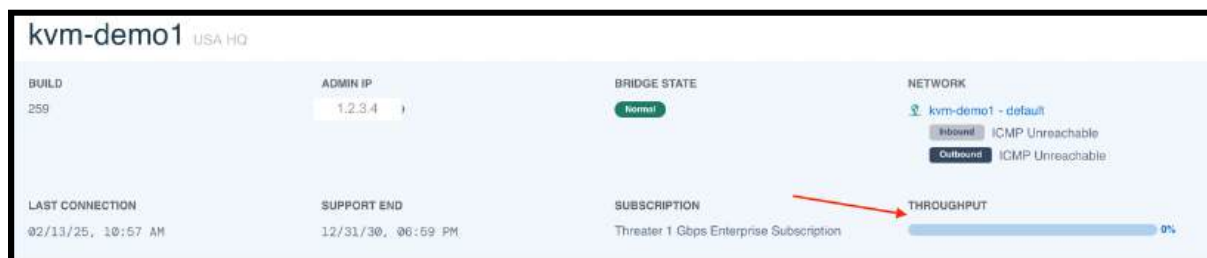 kvm-demo1 USA HQ
BUILD
259
ADMIN IP
1.2.3.4
BRIDGE STATE
Normal
NETWORK
kvm-demo1 - default
Inbound ICMP Unreachable
Outbound ICMP Unreachable
LAST CONNECTION
02/13/25, 10:57 AM
SUPPORT END
12/31/30, 06:59 PM
SUBSCRIPTION
Threater 1 Gbps Enterprise Subscription
THROUGHPUT
0%